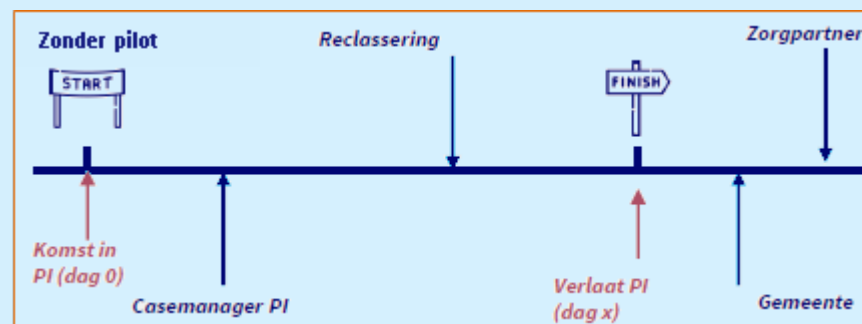 Zonder pilot
Reclassering
Zorgpartner
START
FINISH
Komst in
PI (dag 0)
Casemanager PI
Verlaat PI
(dag x)
Gemeente